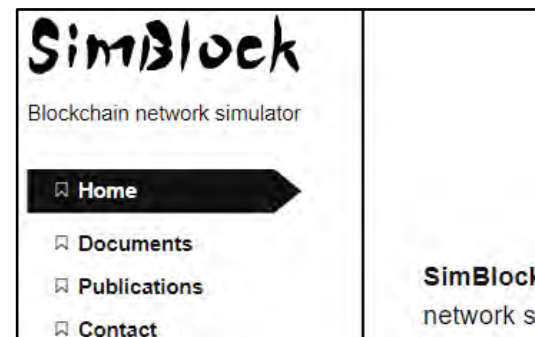 SimBlock
Blockchain network simulator
Home
Documents
Publications
Contact
SimBlock
network s